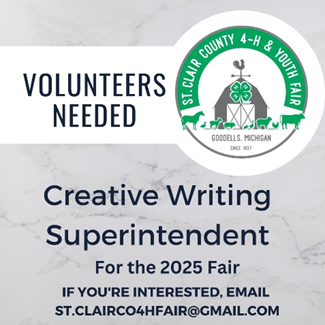 VOLUNTEERS
NEEDED
ST.CLAIR COUNTY 4-H & YOUTH FAIR
GOODELLS, MICHIGAN
SINCE 1937
Creative Writing
Superintendent
For the 2025 Fair
IF YOU'RE INTERESTED, EMAIL
ST.CLAIRCO4HFAIR@GMAIL.COM